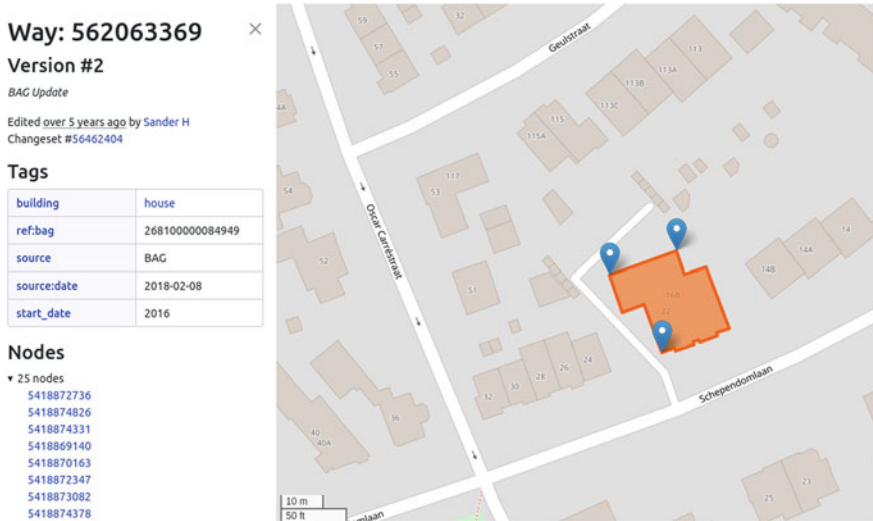 Way: 562063369
×
Version #2
BAG Update
Edited over 5 years ago by Sander H
Changeset #56462404
Tags
building house
ref:bag 268100000084949
source BAG
source:date 2018-02-08
start_date 2016
Nodes
▾ 25 nodes
5418872736
5418874826
5418874331
5418869140
5418870163
5418872347
5418873082
5418874378
59
32
57
55
Geulstraat
113
113A
113B
113C
4A
115
115A
117
53
54
Oscar Carréstraat
52
14
14A
14B
51
16B
22
24
26
28
30
32
Schependomlaan
36
40
40A
23
25
10 m
50 ft
mlaan